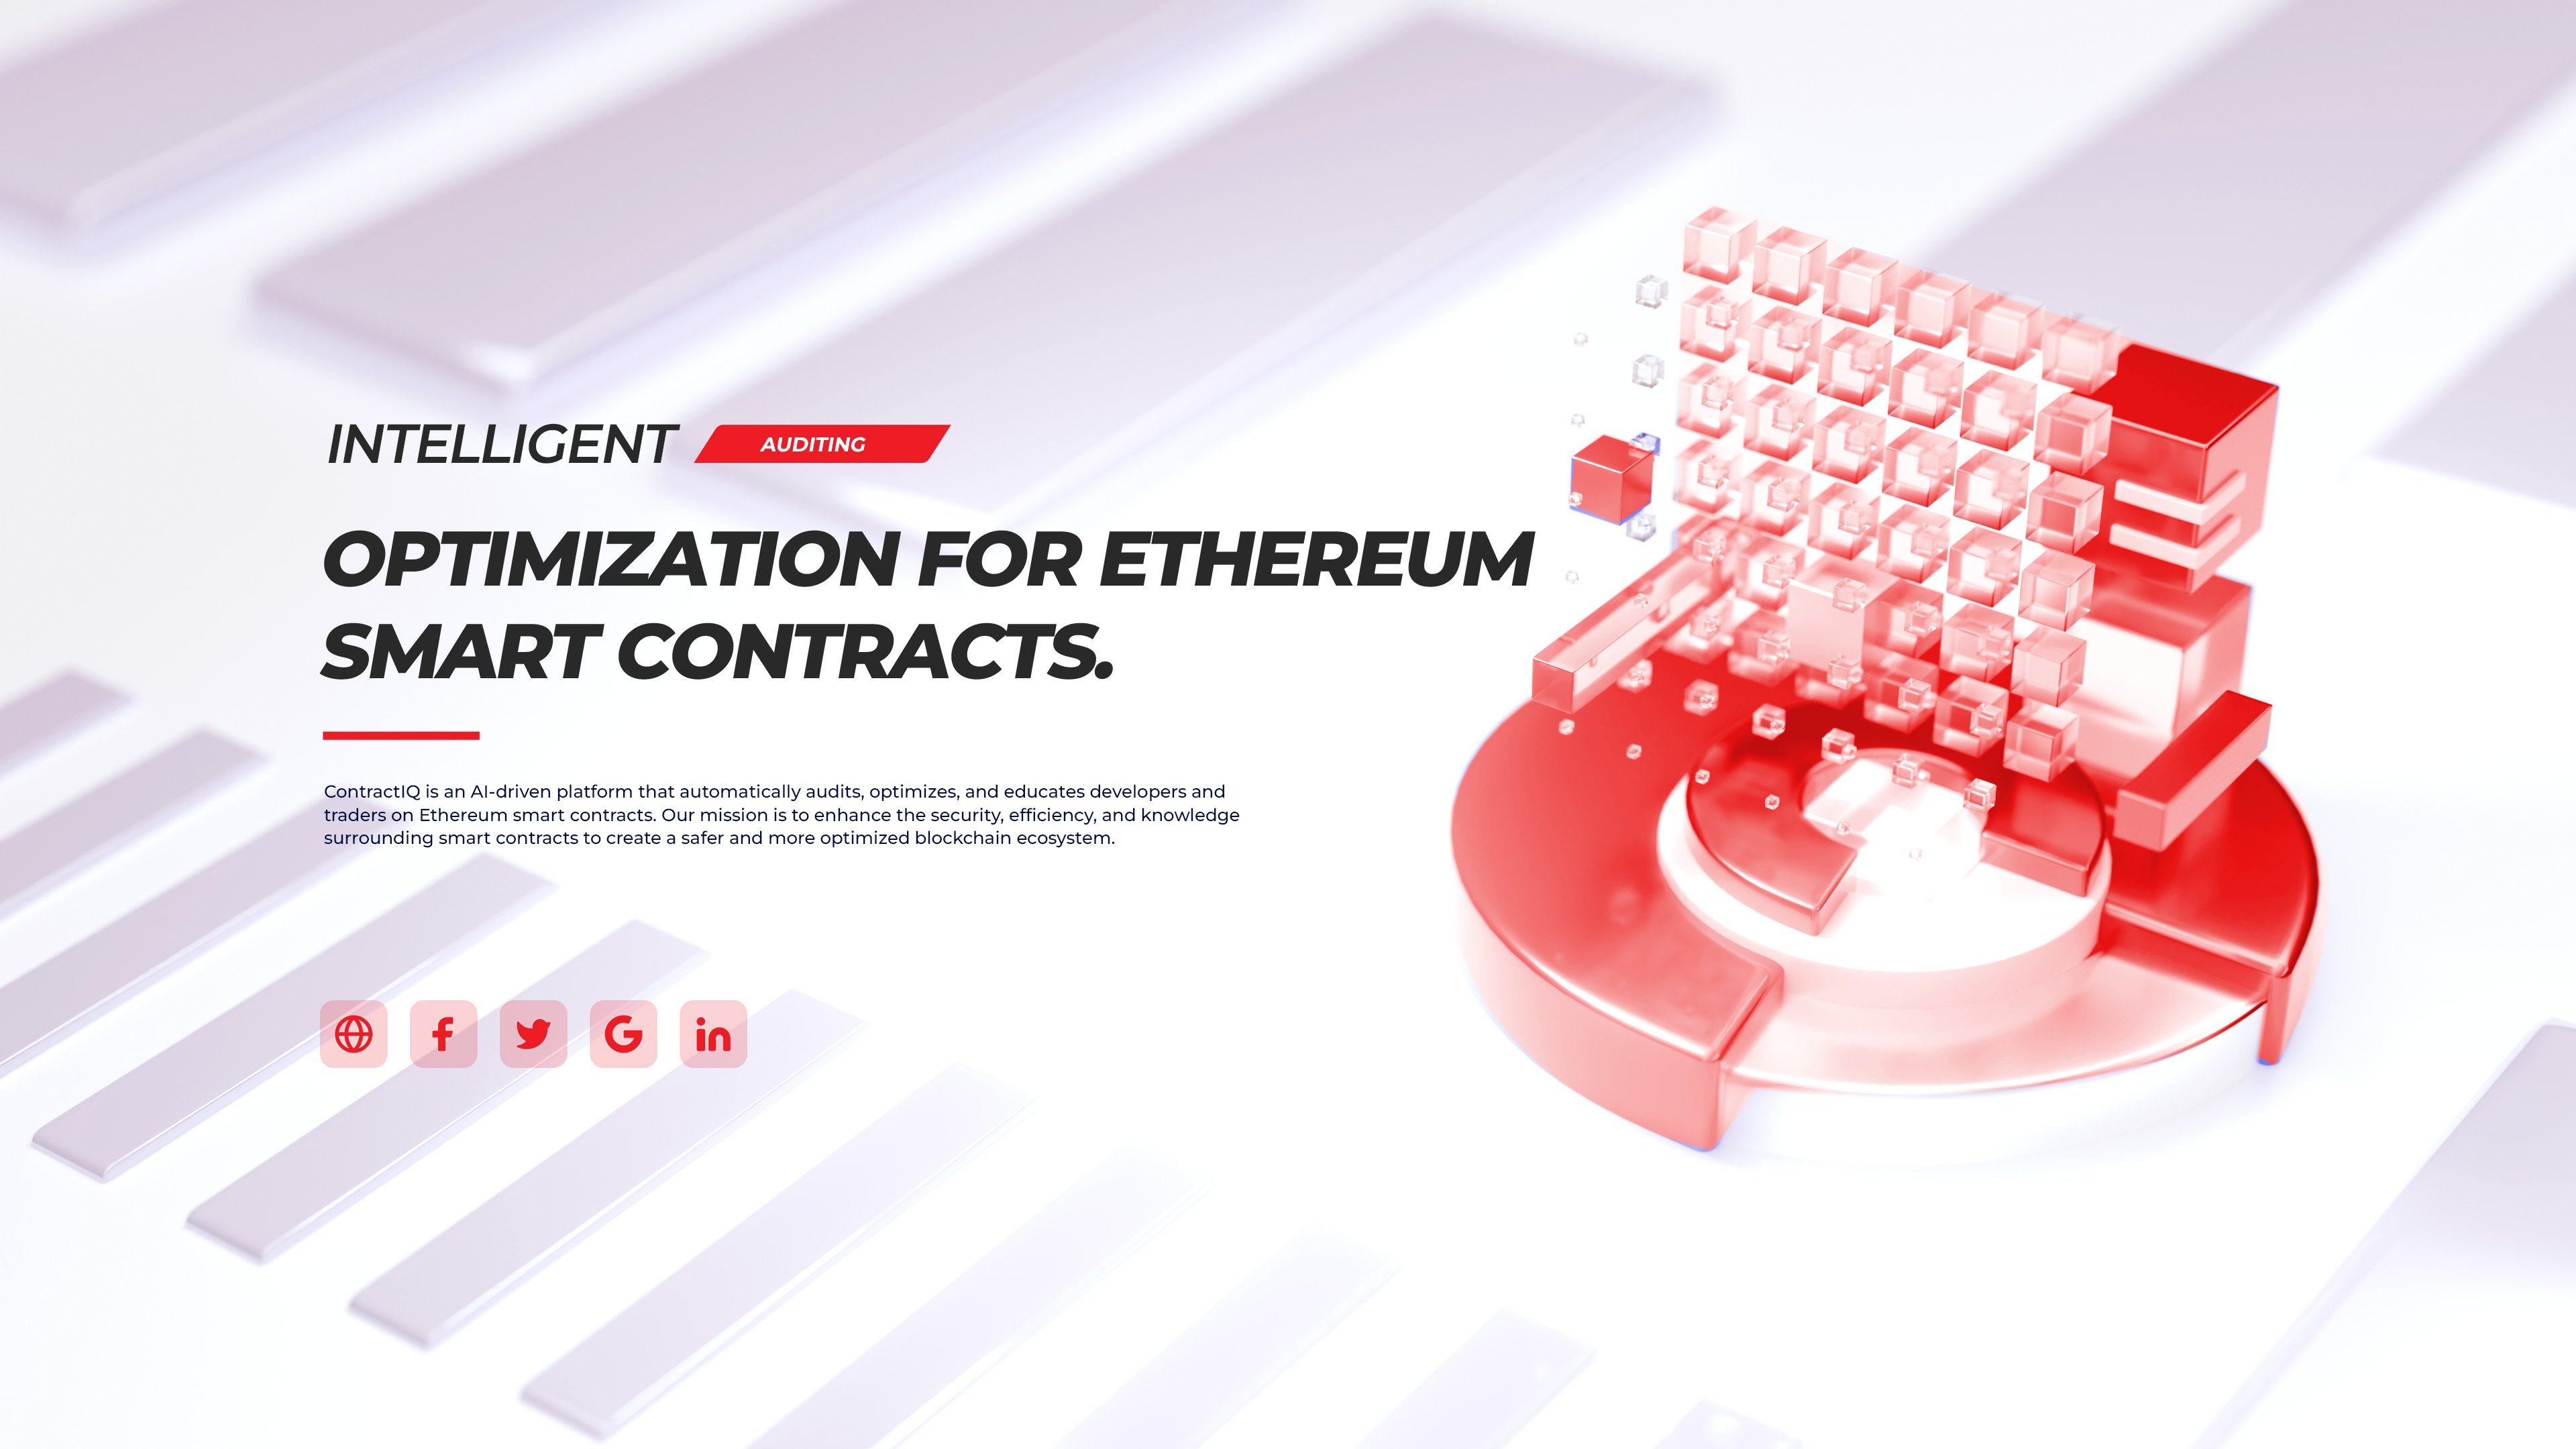 INTELLIGENT AUDITING
OPTIMIZATION FOR ETHEREUM
SMART CONTRACTS.
ContractIQ is an AI-driven platform that automatically audits, optimizes, and educates developers and
traders on Ethereum smart contracts. Our mission is to enhance the security, efficiency, and knowledge
surrounding smart contracts to create a safer and more optimized blockchain ecosystem.